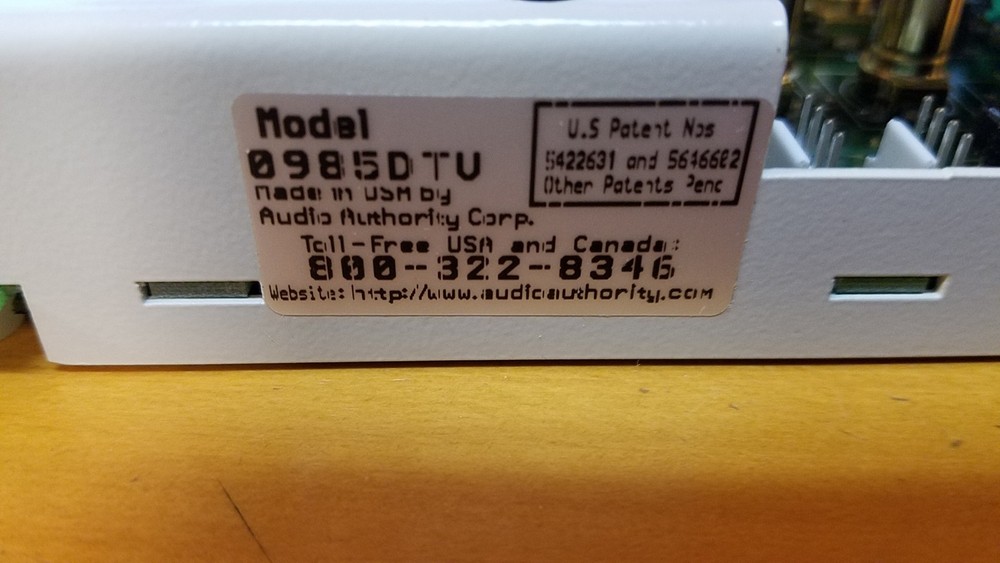 Model
0985DTV
Made in USA by
Audio Authority Corp.
U.S Patent Nos
5422631 and 5646602
Other Patents Penc
Toll-Free USA and Canada:
800-322-8346
Website: http://www.audioauthority.com